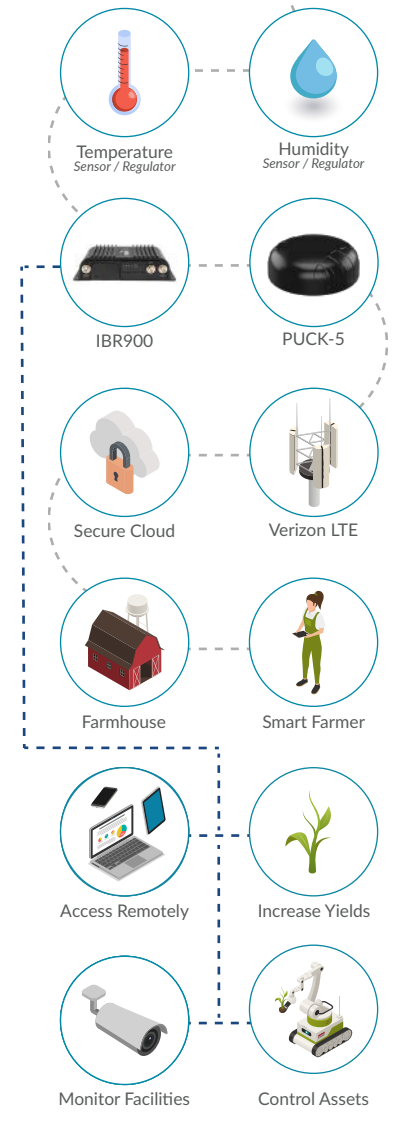 Temperature
Sensor / Regulator
Humidity
Sensor / Regulator
IBR900
PUCK-5
Secure Cloud
Verizon LTE
Farmhouse
Smart Farmer
Access Remotely
Increase Yields
Monitor Facilities
Control Assets